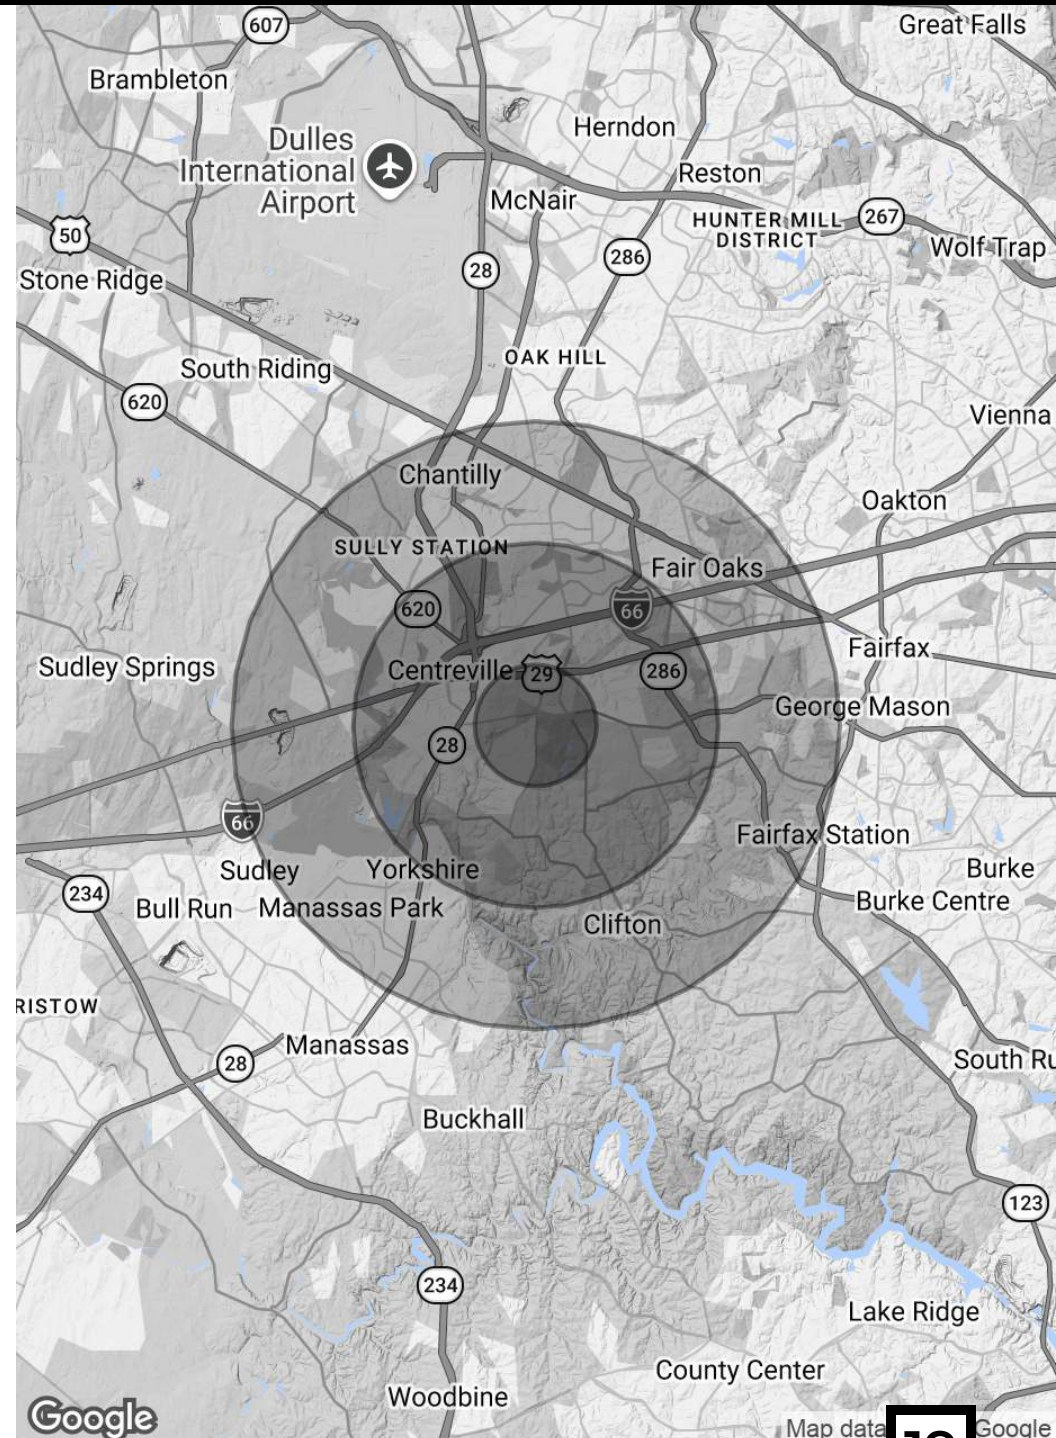 607
Great Falls
Brambleton
Herndon
Dulles
International
Airport
Reston
McNair
HUNTER MILL
DISTRICT
267
50
286
Wolf Trap
28
Stone Ridge
OAK HILL
South Riding
620
Vienna
Chantilly
Oakton
SULLY STATION
Fair Oaks
620
66
Fairfax
Sudley Springs
Centreville
29
286
George Mason
28
66
Fairfax Station
Sudley
Yorkshire
Burke
234
Bull Run
Manassas Park
Burke Centre
Clifton
RISTOW
Manassas
28
South Ru
Buckhall
123
234
Lake Ridge
County Center
Woodbine
Google
Map data
Google